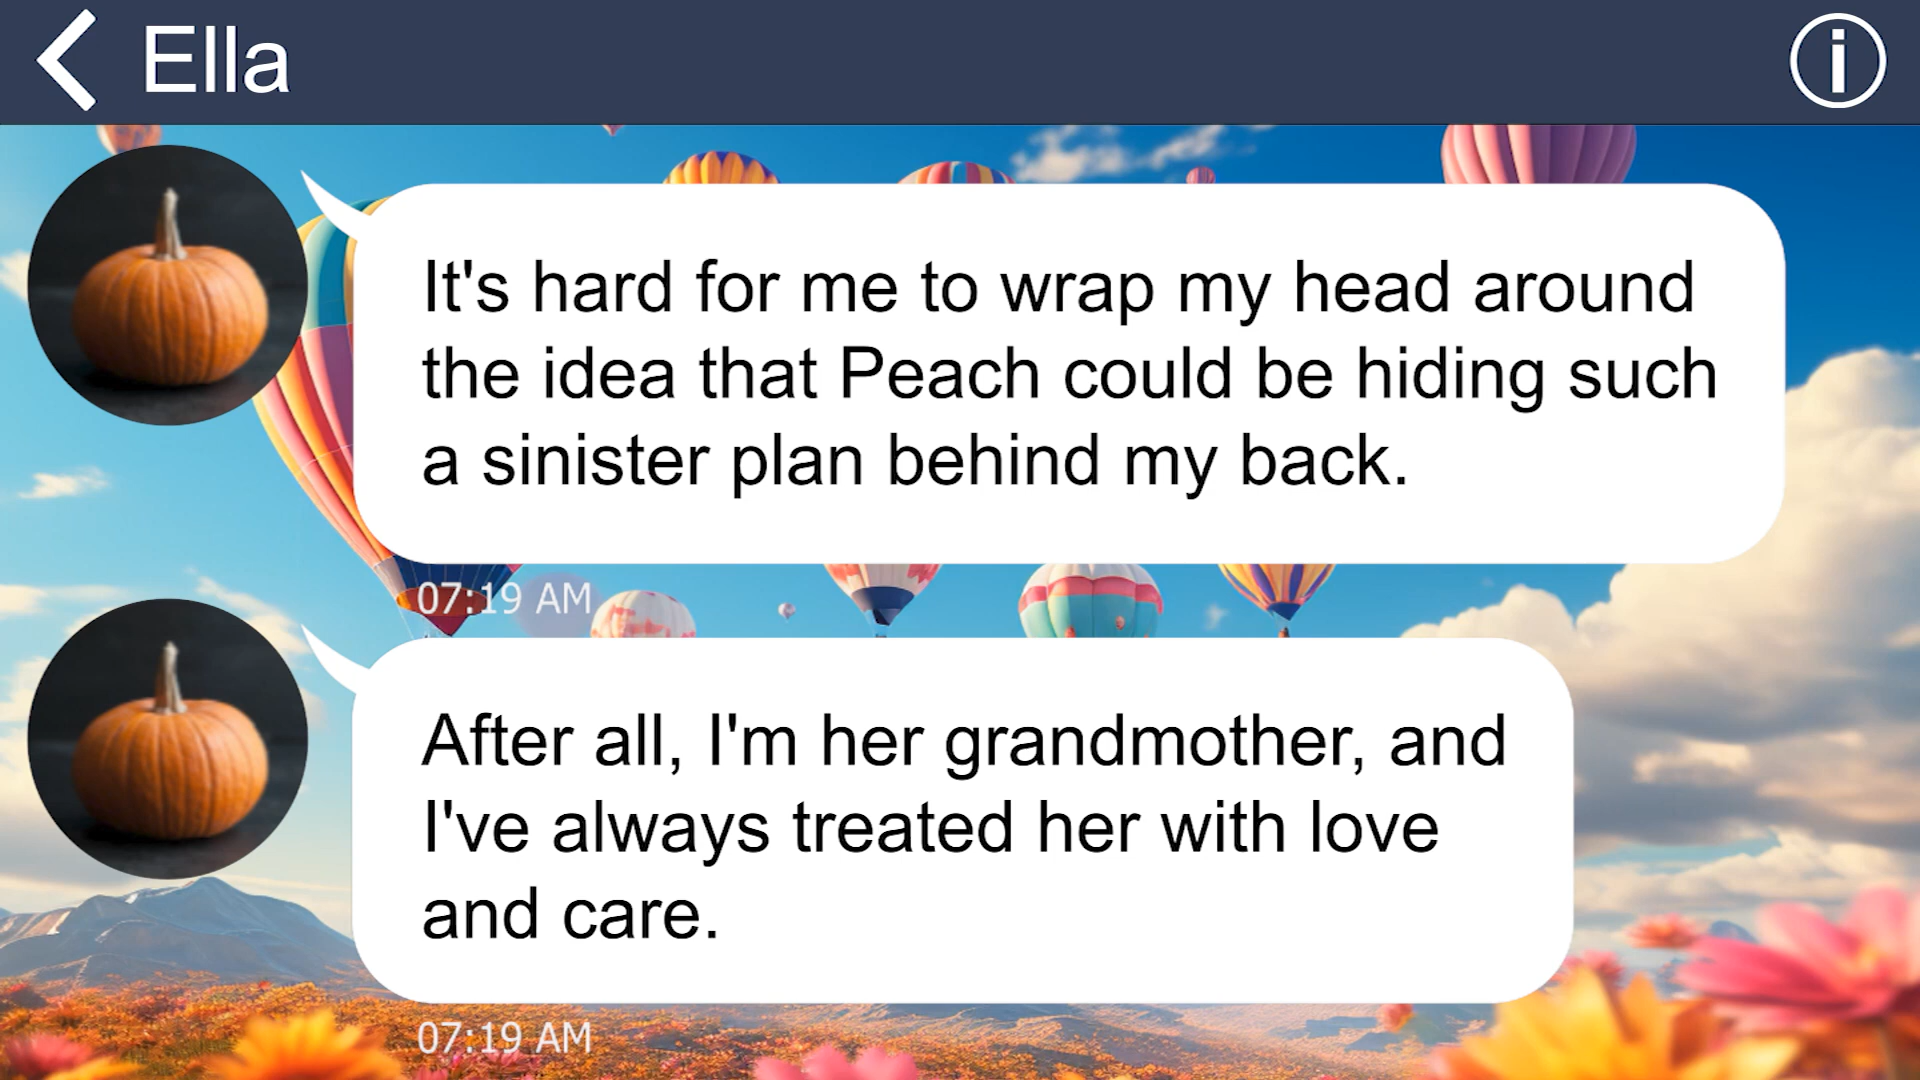 Ella
It's hard for me to wrap my head around
the idea that Peach could be hiding such
a sinister plan behind my back.
07:19 AM
After all, I'm her grandmother, and
I've always treated her with love
and care.
07:19 AM